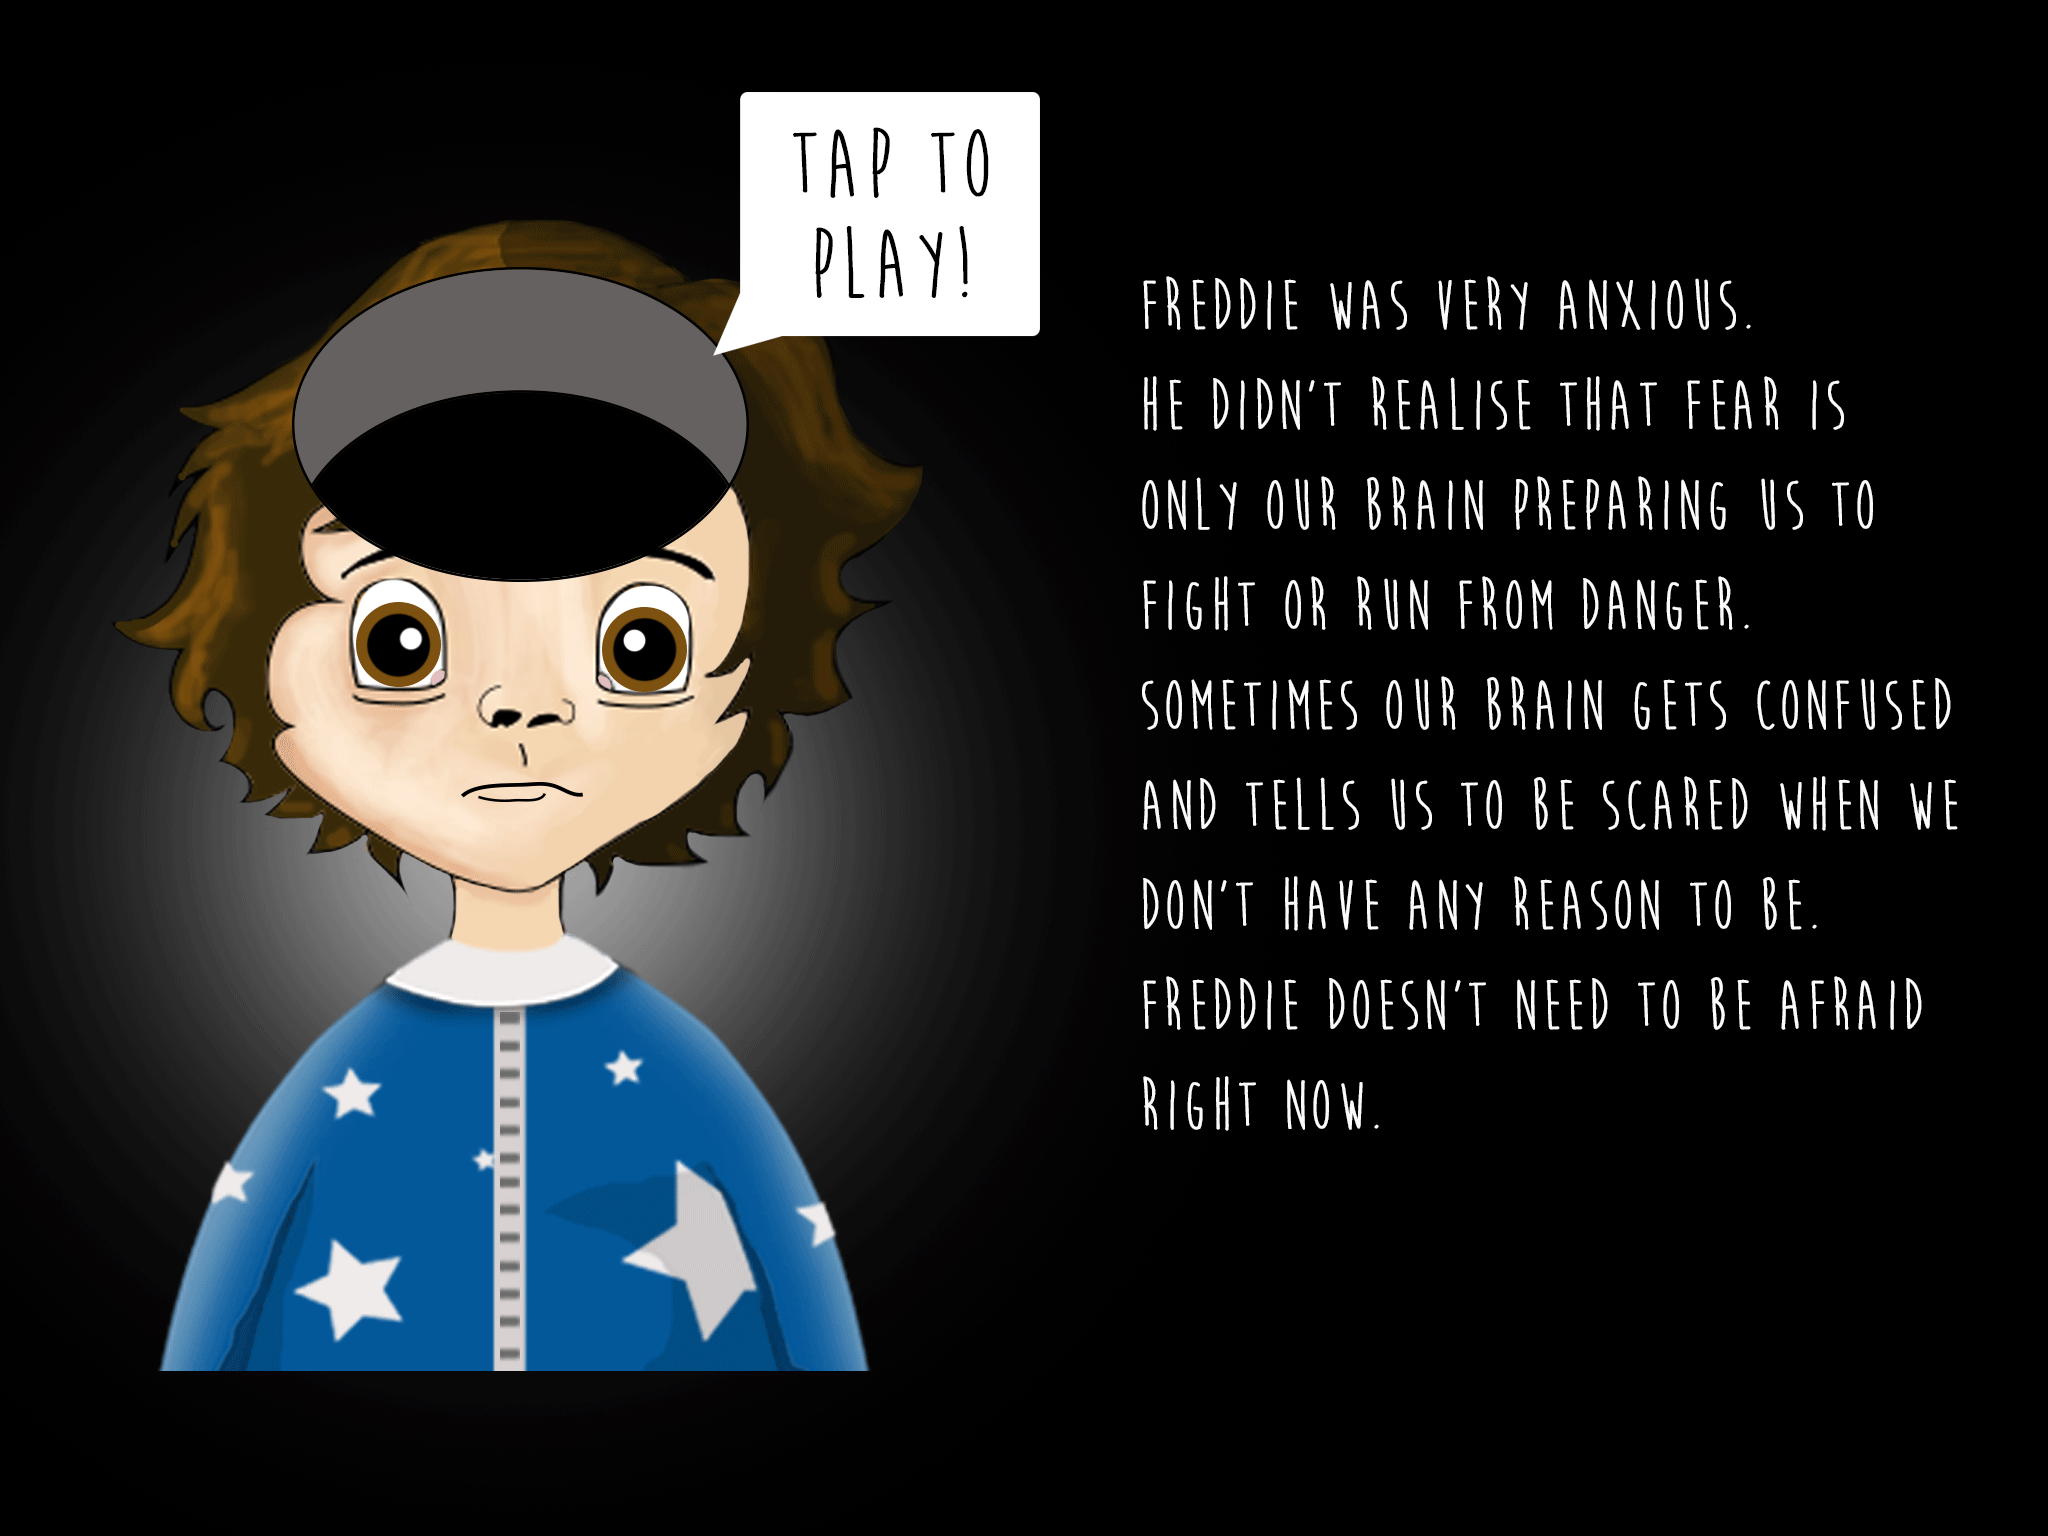 TAP TO
PLAY!
FREDDIE WAS VERY ANXIOUS.
HE DIDN'T REALISE THAT FEAR IS
ONLY OUR BRAIN PREPARING US TO
FIGHT OR RUN FROM DANGER.
SOMETIMES OUR BRAIN GETS CONFUSED
AND TELLS US TO BE SCARED WHEN WE
DON'T HAVE ANY REASON TO BE.
FREDDIE DOESN'T NEED TO BE AFRAID
RIGHT NOW.